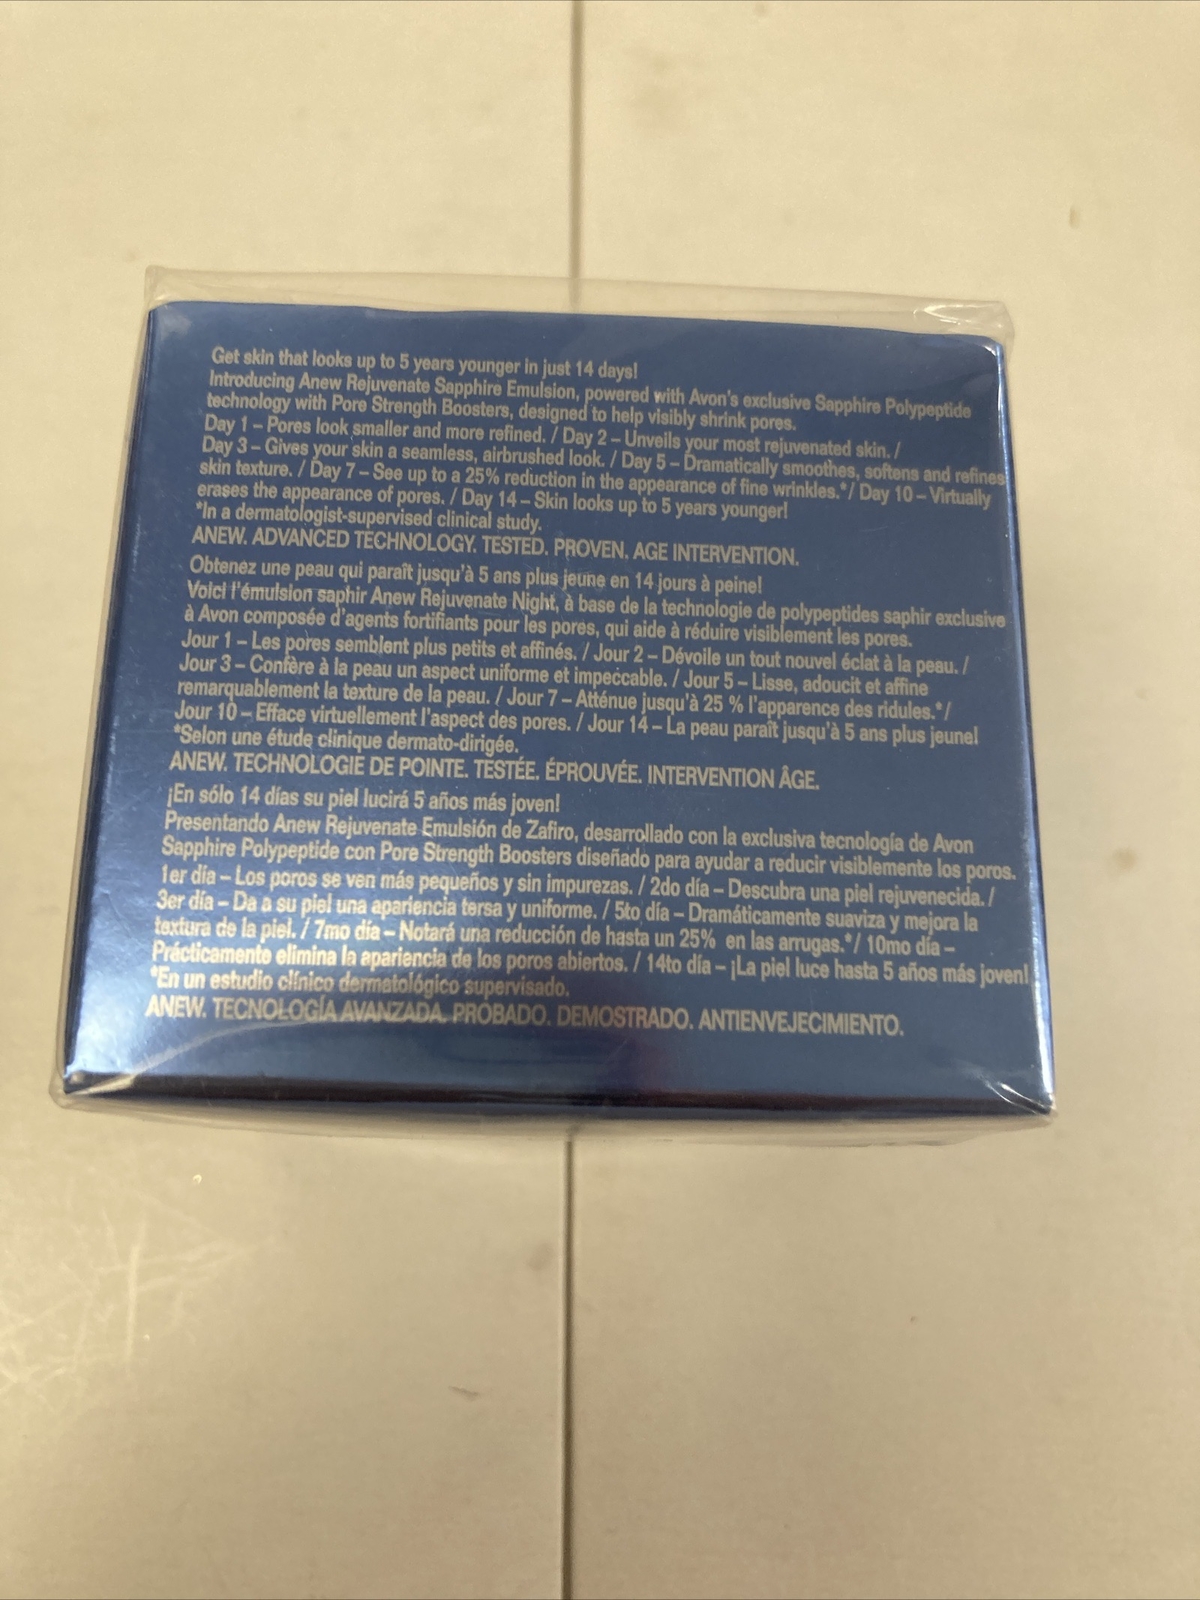 Get skin that looks up to 5 years younger in just 14 days!
Introducing Anew Rejuvenate Sapphire Emulsion, powered with Avon's exclusive Sapphire Polypeptide
technology with Pore Strength Boosters, designed to help visibly shrink pores.
Day 1 – Pores look smaller and more refined. / Day 2 – Unveils your most rejuvenated skin. /
Day 3 – Gives your skin a seamless, airbrushed look. / Day 5 – Dramatically smoothes, softens and refines
skin texture. / Day 7 – See up to a 25% reduction in the appearance of fine wrinkles.*/ Day 10 – Virtually
erases the appearance of pores. / Day 14 – Skin looks up to 5 years younger!
*In a dermatologist-supervised clinical study.
ANEW. ADVANCED TECHNOLOGY. TESTED. PROVEN. AGE INTERVENTION.
Obtenez une peau qui paraît jusqu'à 5 ans plus jeune en 14 jours à peine!
Voici l'émulsion saphir Anew Rejuvenate Night, à base de la technologie de polypeptides saphir exclusive
à Avon composée d'agents fortifiants pour les pores, qui aide à réduire visiblement les pores.
Jour 1 – Les pores semblent plus petits et affinés. / Jour 2 – Dévoile un tout nouvel éclat à la peau. /
Jour 3 – Confère à la peau un aspect uniforme et impeccable. / Jour 5 – Lisse, adoucit et affine
remarquablement la texture de la peau. / Jour 7 – Atténue jusqu'à 25 % l'apparence des ridules.*/
Jour 10 – Efface virtuellement l'aspect des pores. / Jour 14 – La peau paraît jusqu'à 5 ans plus jeune!
*Selon une étude clinique dermato-dirigée.
ANEW. TECHNOLOGIE DE POINTE. TESTÉE. ÉPROUVÉE. INTERVENTION ÂGE.
¡En sólo 14 días su piel lucirá 5 años más joven!
Presentando Anew Rejuvenate Emulsión de Zafiro, desarrollado con la exclusiva tecnología de Avon
Sapphire Polypeptide con Pore Strength Boosters diseñado para ayudar a reducir visiblemente los poros.
1er día – Los poros se ven más pequeños y sin impurezas. / 2do día – Descubra una piel rejuvenecida. /
3er día – Da a su piel una apariencia tersa y uniforme. / 5to día – Dramáticamente suaviza y mejora la
textura de la piel. / 7mo día – Notará una reducción de hasta un 25% en las arrugas.*/ 10mo día –
Prácticamente elimina la apariencia de los poros abiertos. / 14to día – ¡La piel luce hasta 5 años más joven!
*En un estudio clínico dermatológico supervisado.
ANEW. TECNOLOGÍA AVANZADA. PROBADO. DEMOSTRADO. ANTIENVEJECIMIENTO.